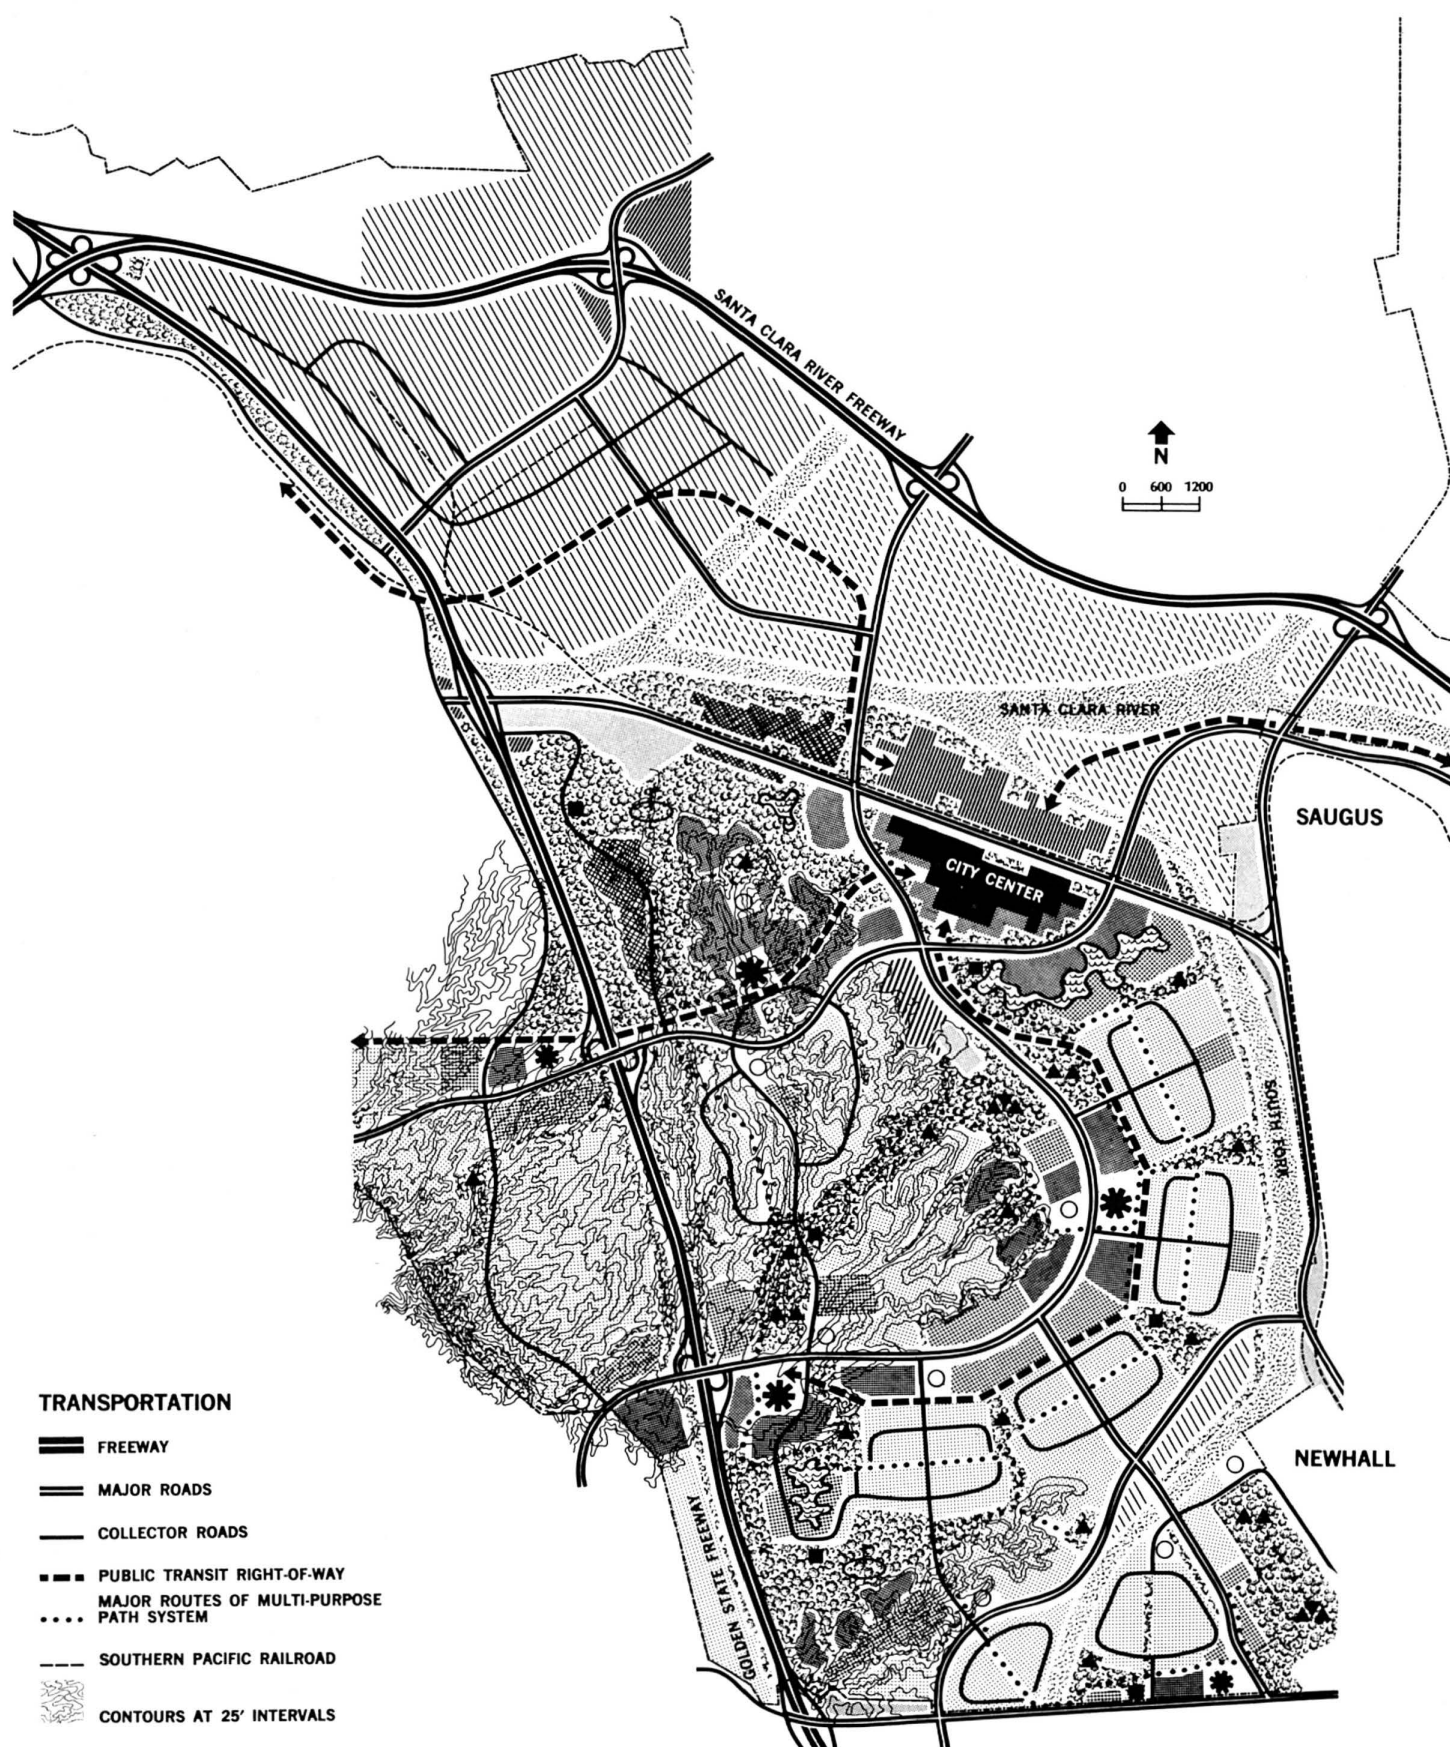 SANTA CLARA RIVER FREEWAY
N
0 600 1200
SANTA CLARA RIVER
SAUGUS
CITY CENTER
SOUTH FORK
NEWHALL
GOLDEN STATE FREEWAY
TRANSPORTATION
FREEWAY
MAJOR ROADS
COLLECTOR ROADS
PUBLIC TRANSIT RIGHT-OF-WAY
MAJOR ROUTES OF MULTI-PURPOSE
PATH SYSTEM
SOUTHERN PACIFIC RAILROAD
CONTOURS AT 25' INTERVALS